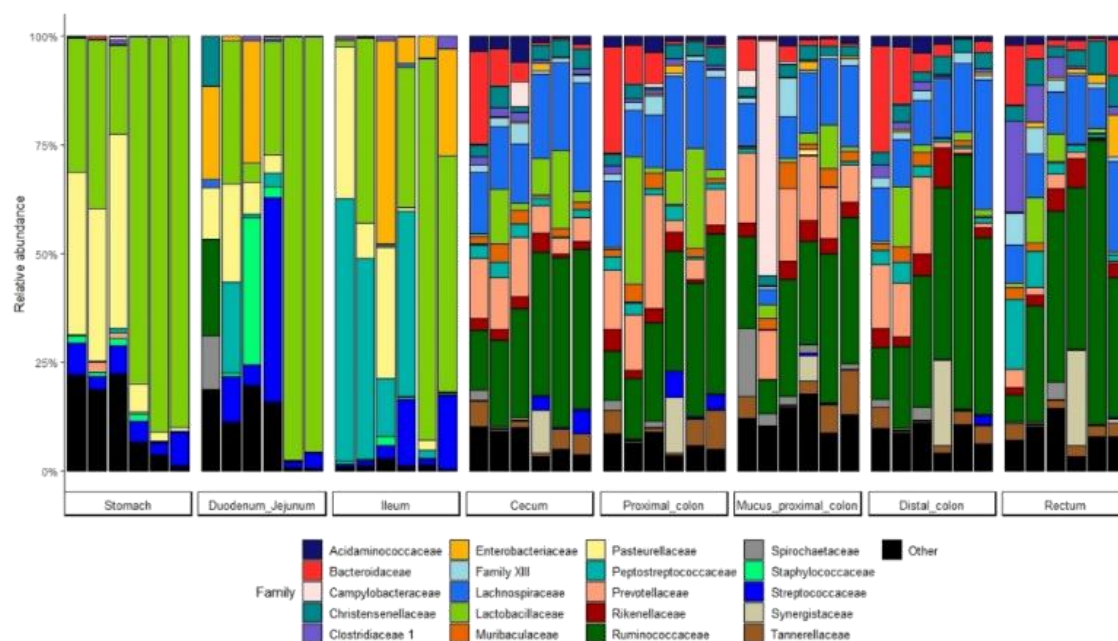 100%
75%
50%
25%
0%
Relative abundance
Stomach Duodenum_Jejunum Ileum Cecum Proximal_colon Mucus_proximal_colon Distal_colon Rectum
Family
Acidaminococcaceae Enterobacteriaceae Pasteurellaceae Spirochaetaceae Other
Bacteroidaceae Family XIII Peptostreptococcaceae Staphylococcaceae
Campylobacteraceae Lachnospiraceae Prevotellaceae Streptococcaceae
Christensenellaceae Lactobacillaceae Rikenellaceae Synergistaceae
Clostridiaceae 1 Muribaculaceae Ruminococcaceae Tannerellaceae